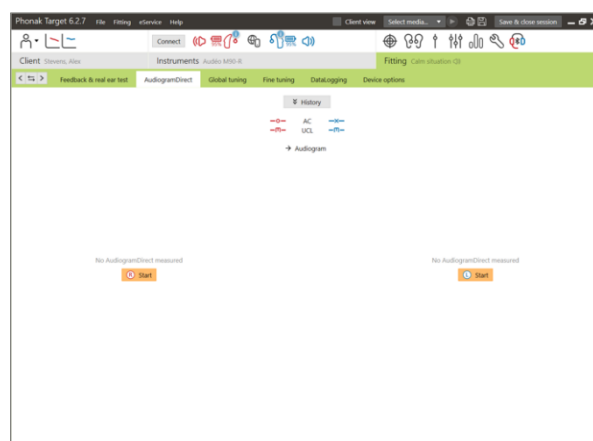 Phonak Target 6.2.7 File Fitting eService Help Client view Select media... Save & close session
Connect
Client Stevens, Alex Instruments Audéo M90-R Fitting Calm situation
Feedback & real ear test AudiogramDirect Global tuning Fine tuning DataLogging Device options
History
AC
UCL
Audiogram
No AudiogramDirect measured No AudiogramDirect measured
R Start L Start